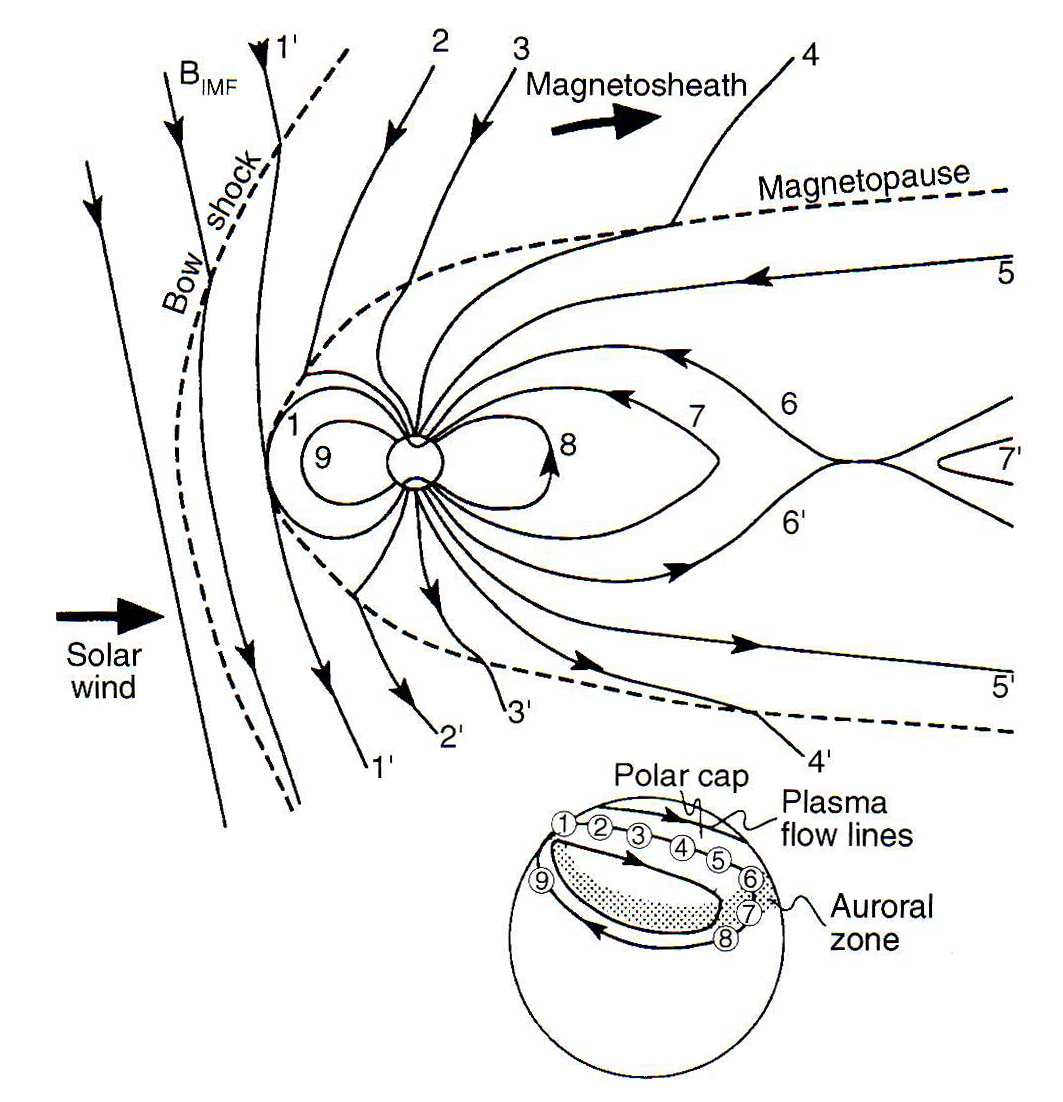 1'
2
3
4
B_IMF
Magnetosheath
Bow shock
Magnetopause
5
1
9
8
7
6
7'
6'
Solar
wind
5'
3'
2'
1'
4'
Polar cap
Plasma
flow lines
1
2
3
4
5
6
9
7
8
Auroral
zone